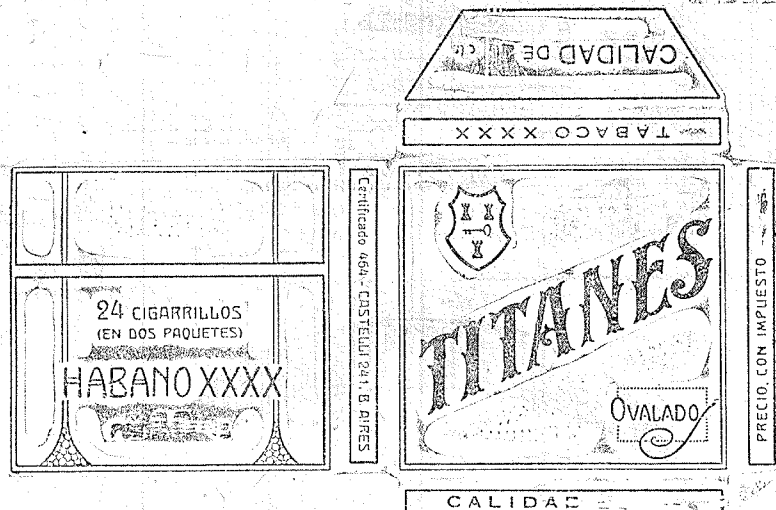 CALIDAD DE
TABACO XXXX
24 CIGARRILLOS
(EN DOS PAQUETES)
HABANO XXXX
Certificado 464 - CASTELLI 241. B. AIRES
TITANES
OVALADOS
PRECIO, CON IMPUESTO
CALIDAD